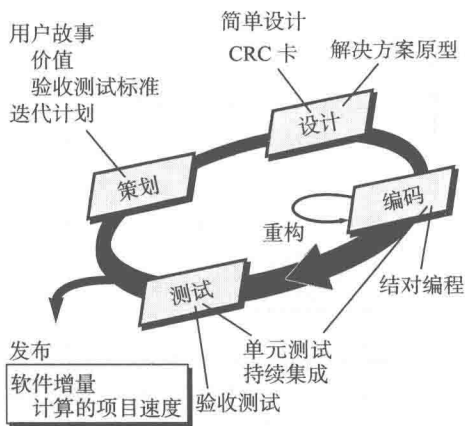 用户故事
价值
验收测试标准
迭代计划
简单设计
CRC 卡
解决方案原型
设计
策划
编码
重构
结对编程
测试
单元测试
持续集成
验收测试
发布
软件增量
计算的项目速度